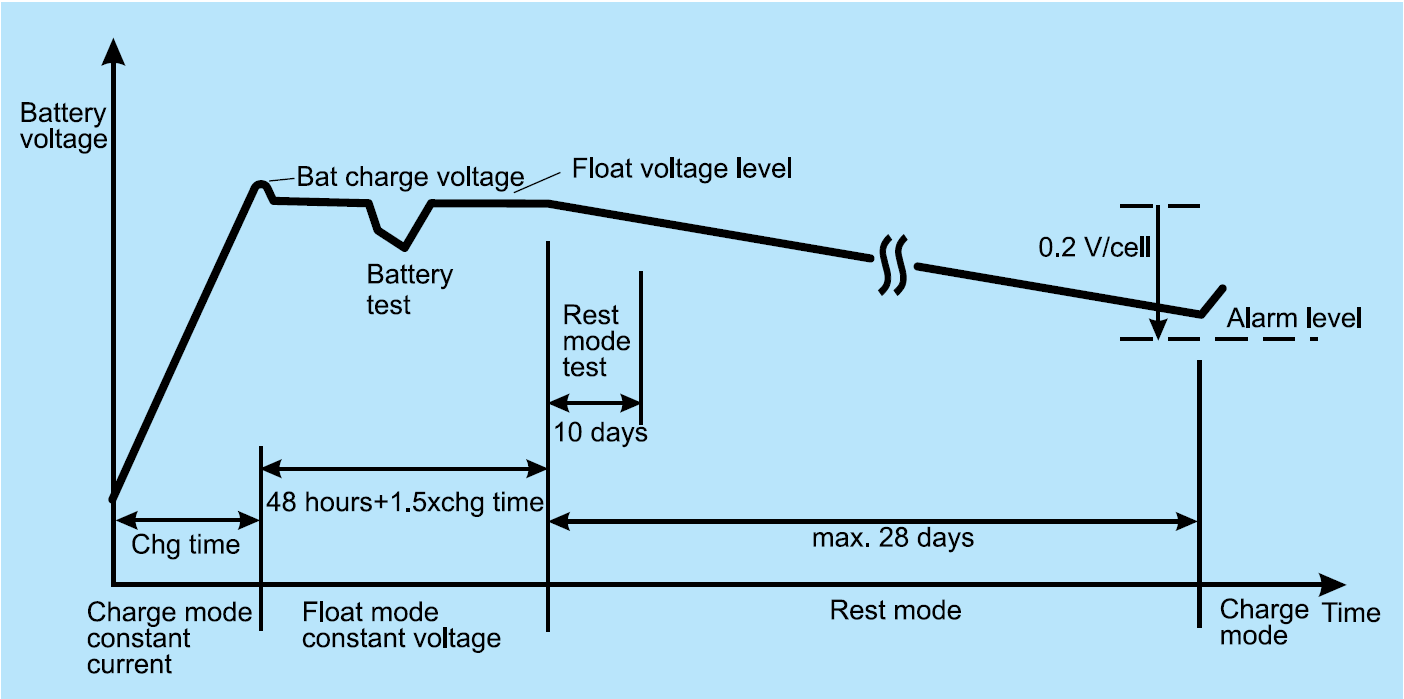 Battery
voltage
Bat charge voltage
Float voltage level
Battery
test
0.2 V/cell
Alarm level
Rest
mode
test
10 days
48 hours+1.5xchg time
Chg time
max. 28 days
Charge mode
constant
current
Float mode
constant voltage
Rest mode
Charge
mode
Time